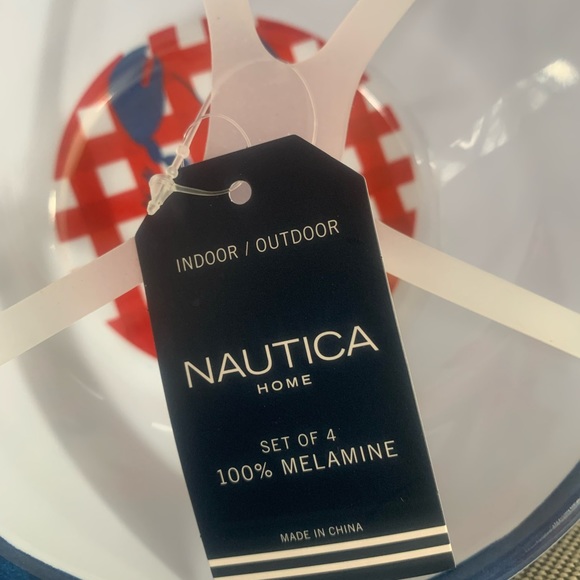 INDOOR / OUTDOOR
NAUTICA
HOME
SET OF 4
100% MELAMINE
MADE IN CHINA